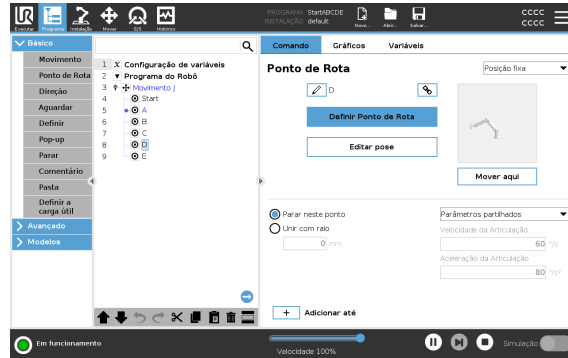 UR
Executar
Programa
Instalação
Mover
E/S
Histórico
PROGRAMA StartABCDE
INSTALAÇÃO default
Novo...
Abrir...
Salvar...
CCCC
CCCC
Básico
Movimento
Ponto de Rota
Direção
Aguardar
Definir
Pop-up
Parar
Comentário
Pasta
Definir a
carga útil
Avançado
Modelos
1 X Configuração de variáveis
2 Programa do Robô
3 Movimento J
4 Start
5 A
6 B
7 C
8 D
9 E
Comando Gráficos Variáveis
Ponto de Rota
Posição fixa
D
Definir Ponto de Rota
Editar pose
Mover aqui
Parar neste ponto
Unir com raio
0 mm
Parâmetros partilhados
Velocidade da Articulação
60 °/s
Aceleração da Articulação
80 °/s²
+ Adicionar até
Em funcionamento
Velocidade 100%
Simulação